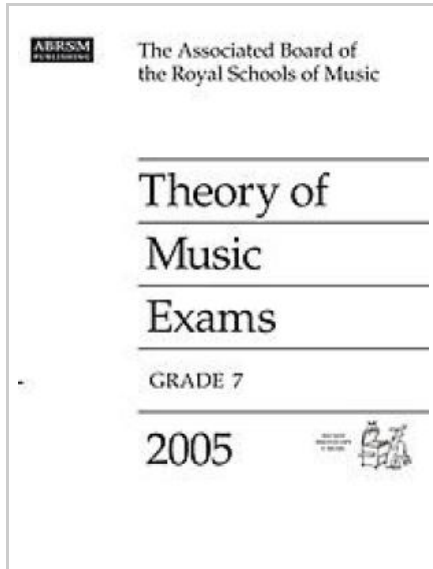 ABRSM
PUBLISHING
The Associated Board of
the Royal Schools of Music
Theory of
Music
Exams
GRADE 7
2005